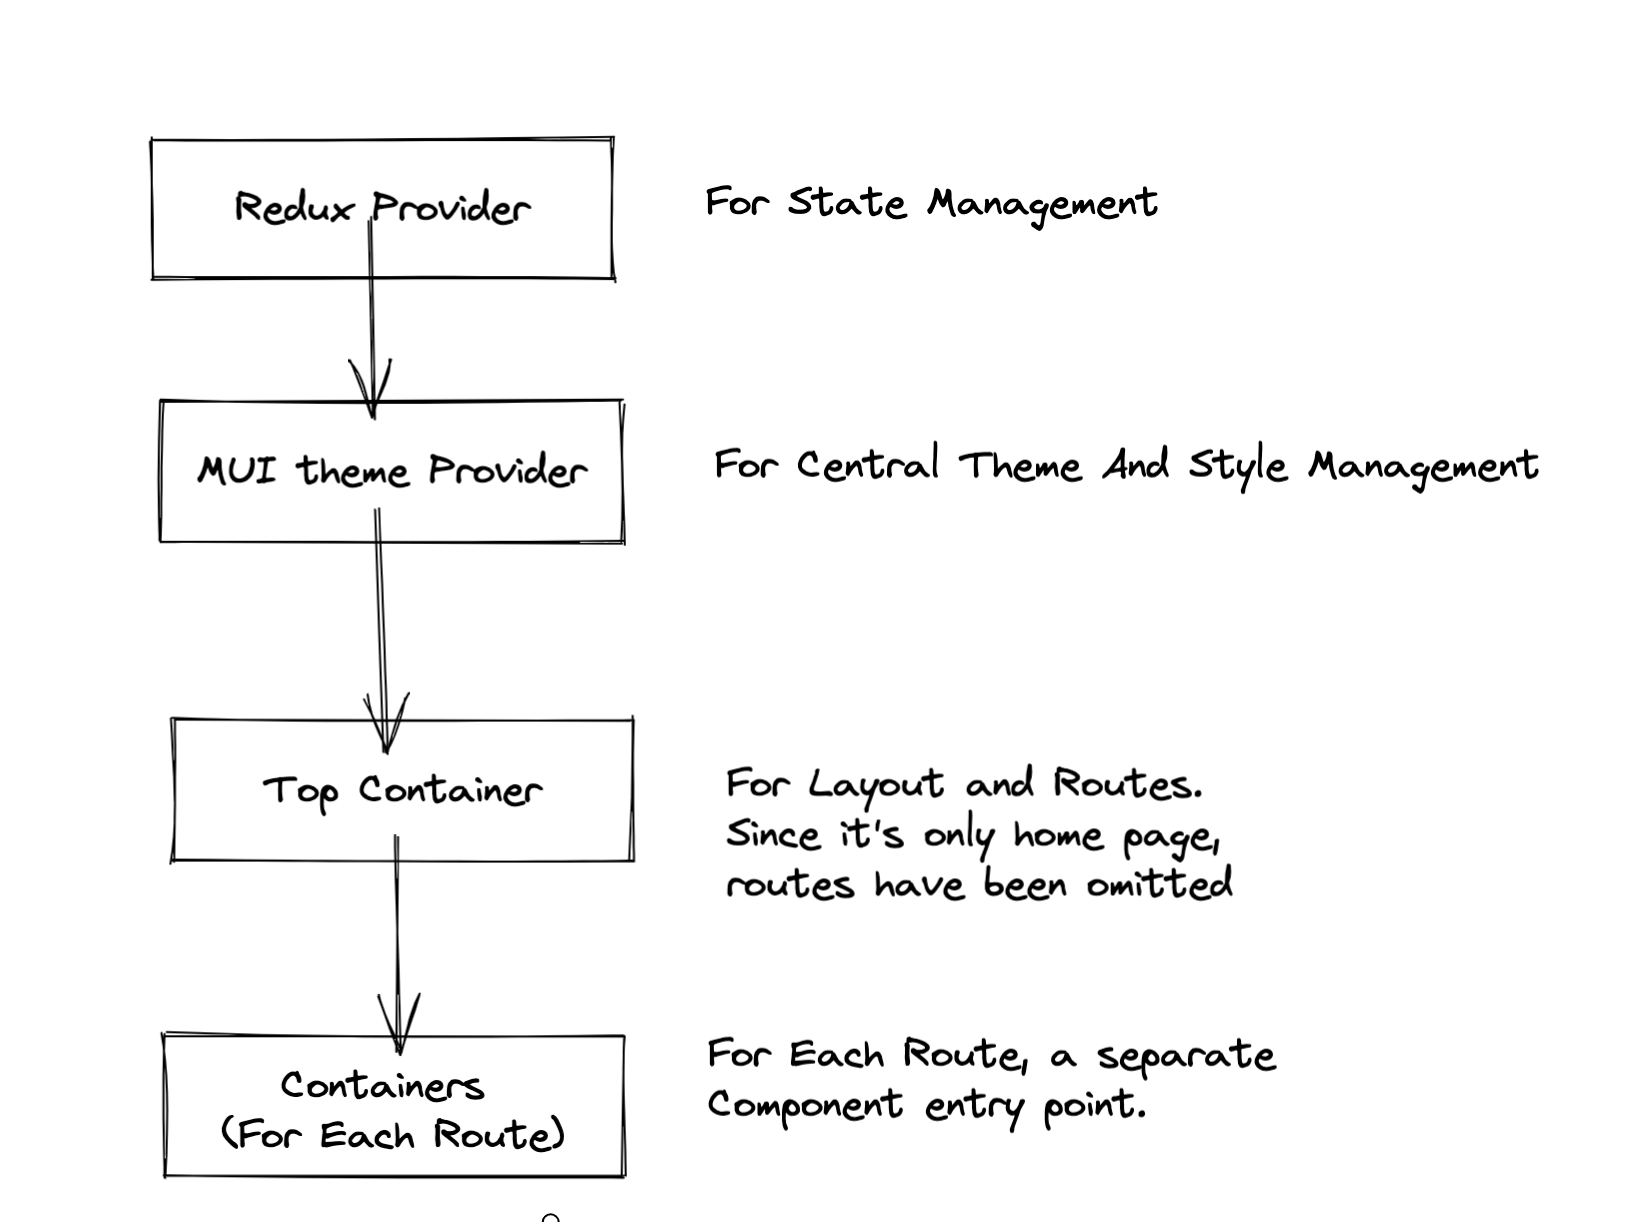 Redux Provider
For State Management
MUI theme Provider
For Central Theme And Style Management
Top Container
For Layout and Routes.
Since it's only home page,
routes have been omitted
Containers
(For Each Route)
For Each Route, a separate
Component entry point.